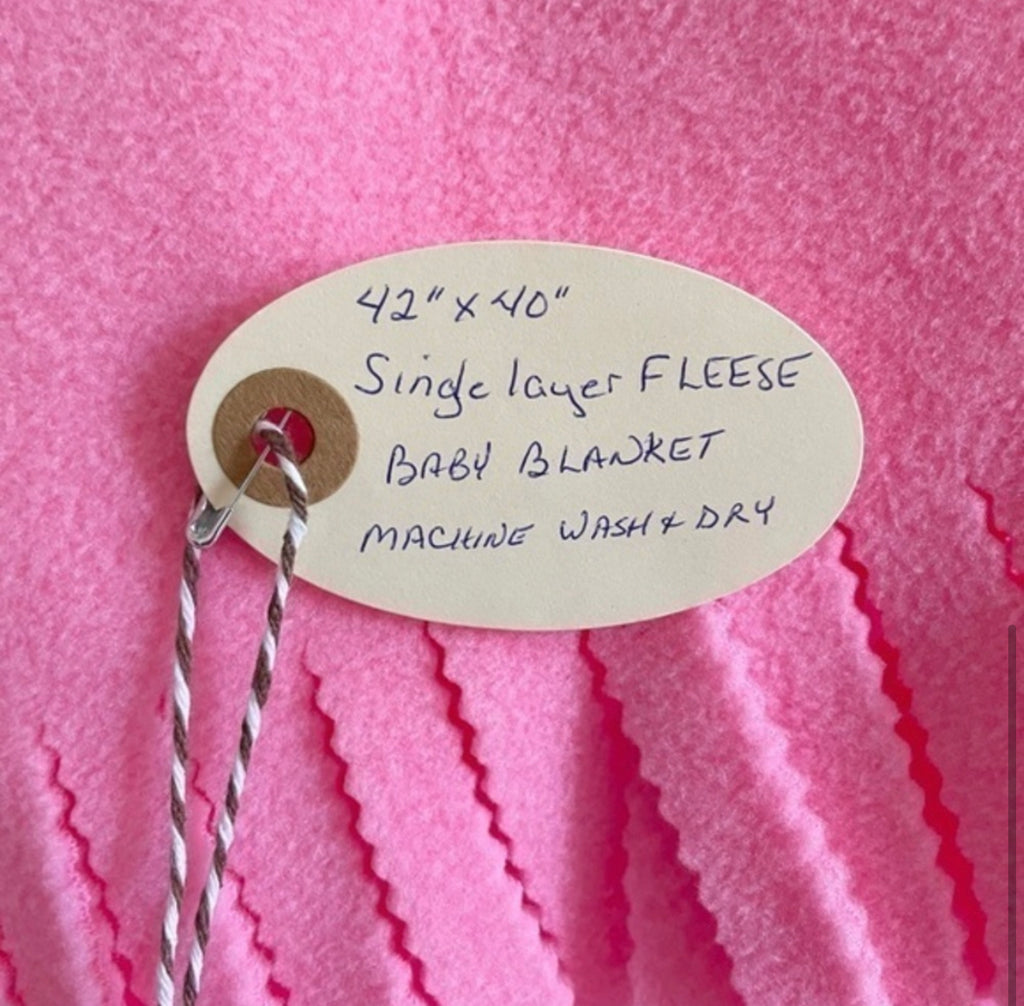 42" x 40"
Single layer FLEESE
BABY BLANKET
MACHINE WASH & DRY